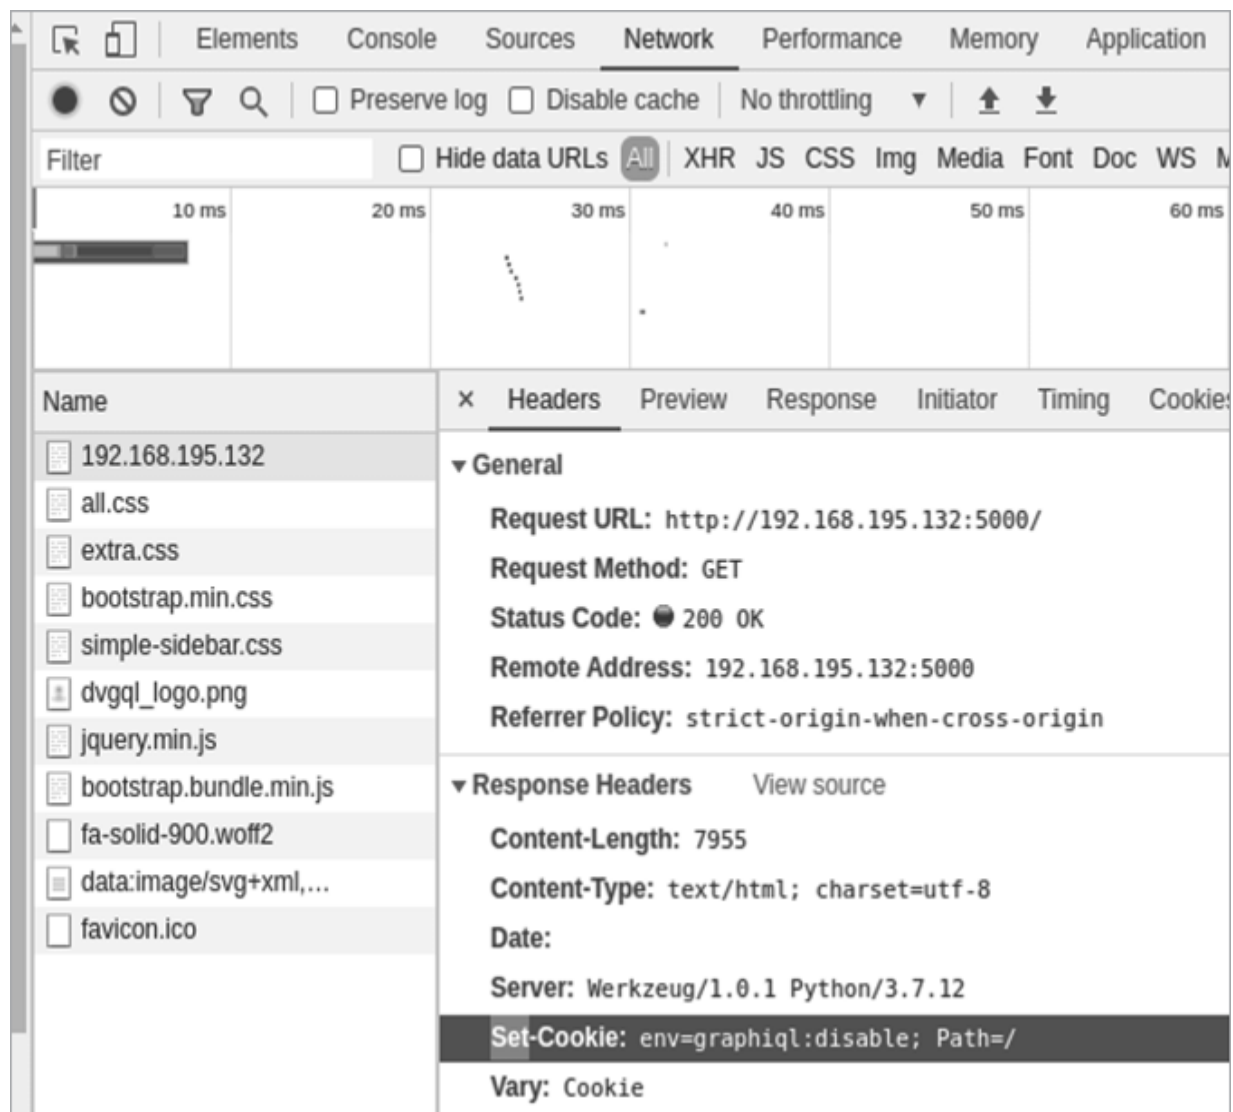 Elements Console Sources Network Performance Memory Application
Preserve log Disable cache No throttling
Filter Hide data URLs All XHR JS CSS Img Media Font Doc WS
10 ms 20 ms 30 ms 40 ms 50 ms 60 ms
Name
192.168.195.132
all.css
extra.css
bootstrap.min.css
simple-sidebar.css
dvgql_logo.png
jquery.min.js
bootstrap.bundle.min.js
fa-solid-900.woff2
data:image/svg+xml,…
favicon.ico
× Headers Preview Response Initiator Timing Cookies
▼ General
Request URL: http://192.168.195.132:5000/
Request Method: GET
Status Code: 200 OK
Remote Address: 192.168.195.132:5000
Referrer Policy: strict-origin-when-cross-origin
▼ Response Headers View source
Content-Length: 7955
Content-Type: text/html; charset=utf-8
Date:
Server: Werkzeug/1.0.1 Python/3.7.12
Set-Cookie: env=graphiql:disable; Path=/
Vary: Cookie